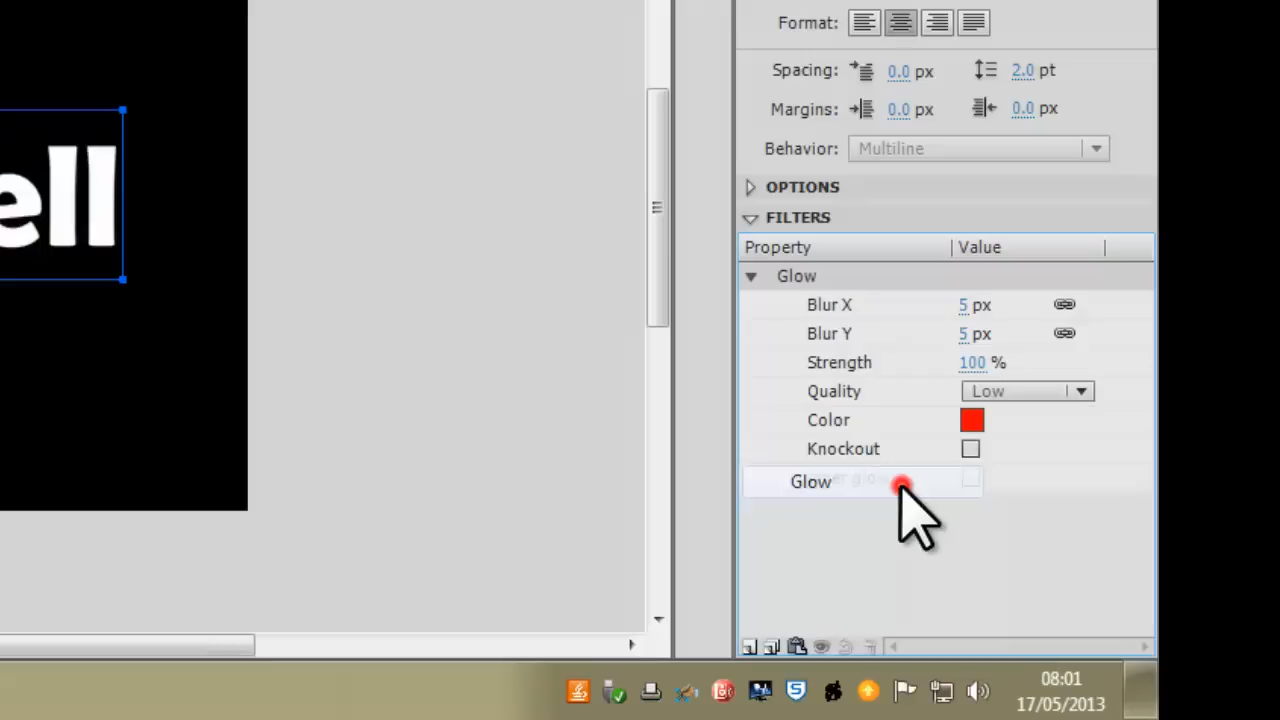 Format:
Spacing: 0.0 px 2.0 pt
Margins: 0.0 px 0.0 px
Behavior: Multiline
ell
OPTIONS
FILTERS
Property Value
Glow
Blur X 5 px
Blur Y 5 px
Strength 100 %
Quality Low
Color
Knockout
Glow
08:01
17/05/2013